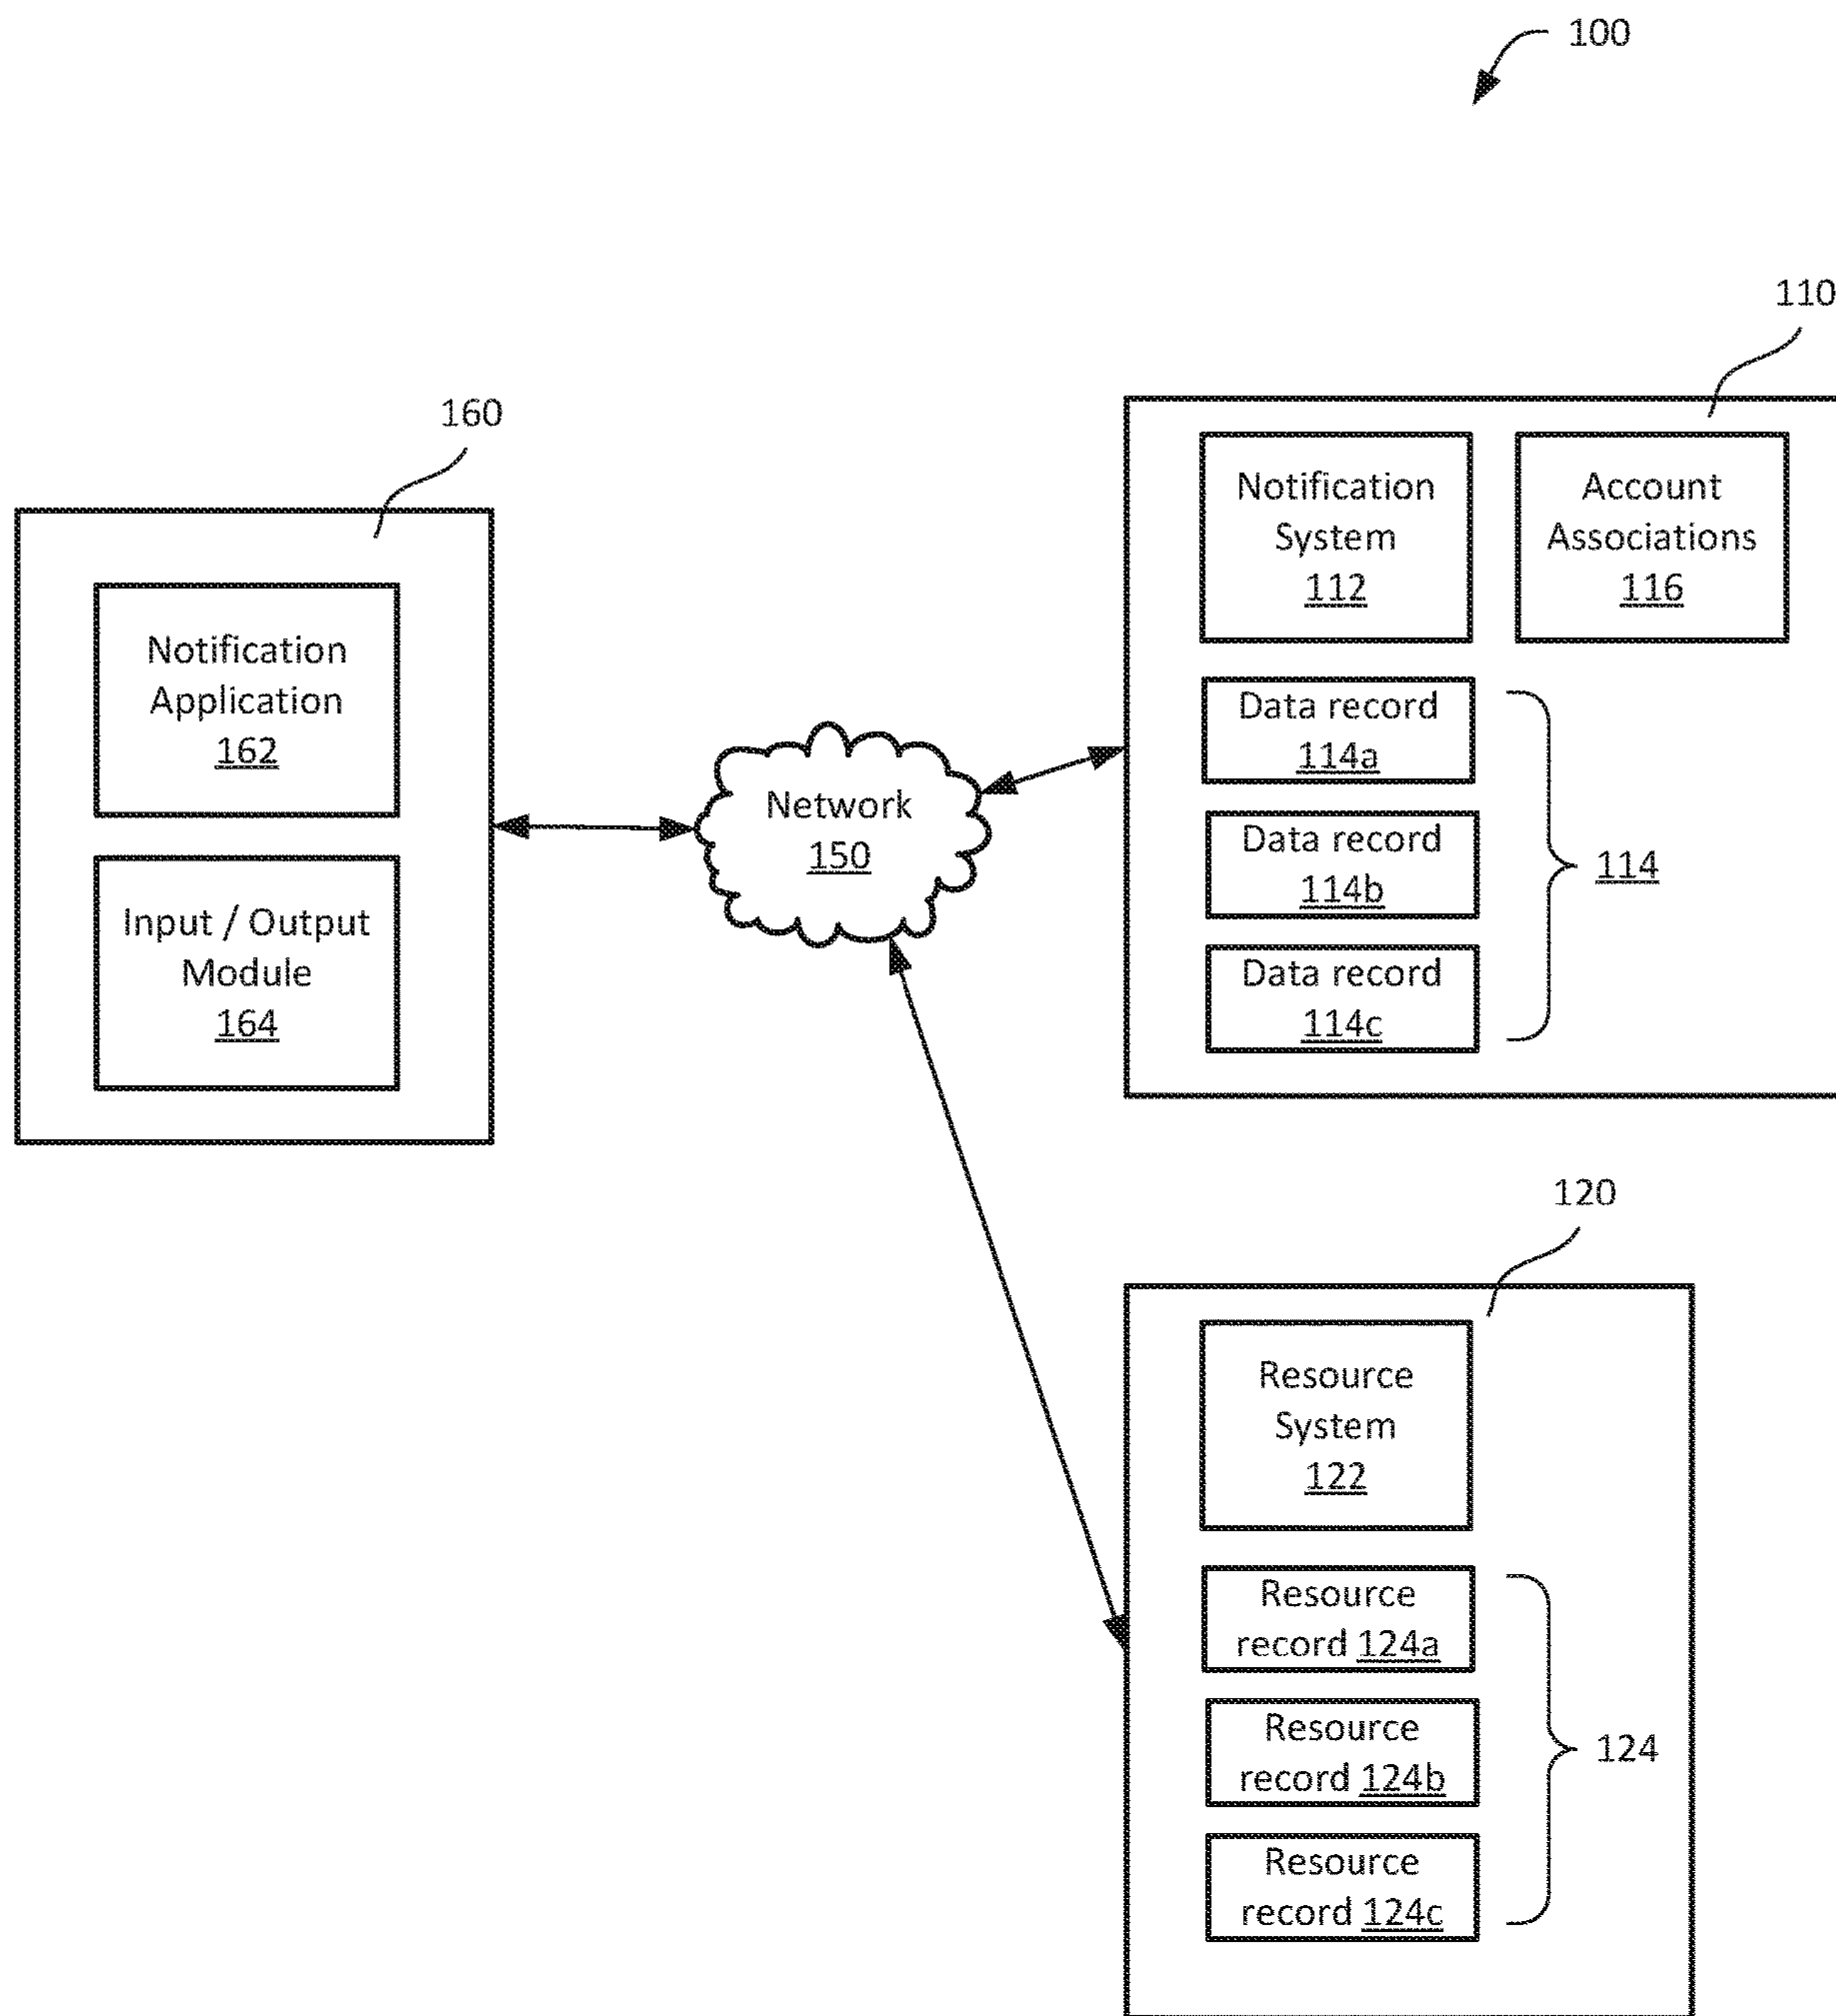 100
110
160
Notification
System
112
Account
Associations
116
Notification
Application
162
Data record
114a
Data record
114b
Data record
114c
114
Network
150
Input / Output
Module
164
120
Resource
System
122
Resource
record 124a
Resource
record 124b
Resource
record 124c
124